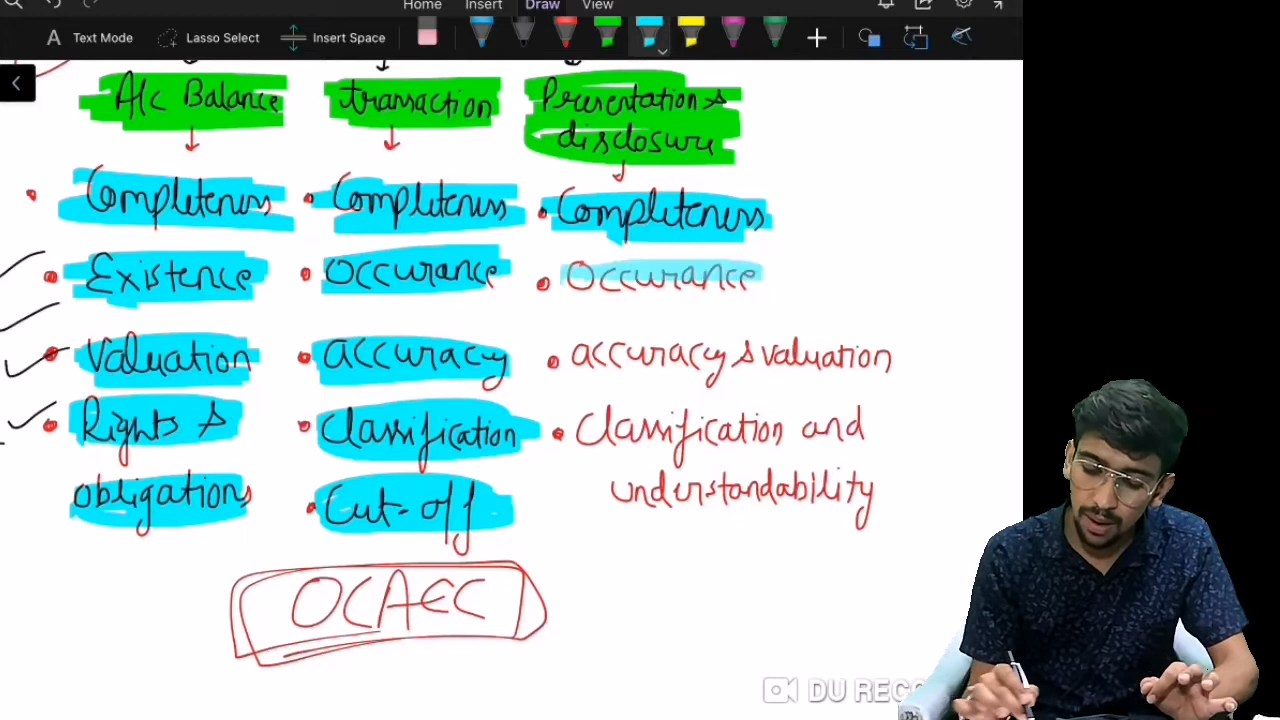 Home Insert Draw View
Text Mode Lasso Select Insert Space
A/c Balance
transaction
Presentation &
disclosure
• Completeness
• Existence
• Valuation
• Rights &
obligations
• Completeness
• Occurance
• accuracy
• Classification
• Cut-off
• Completeness
• Occurance
• accuracy & valuation
• Classification and
understandability
OCAEC
DU REC